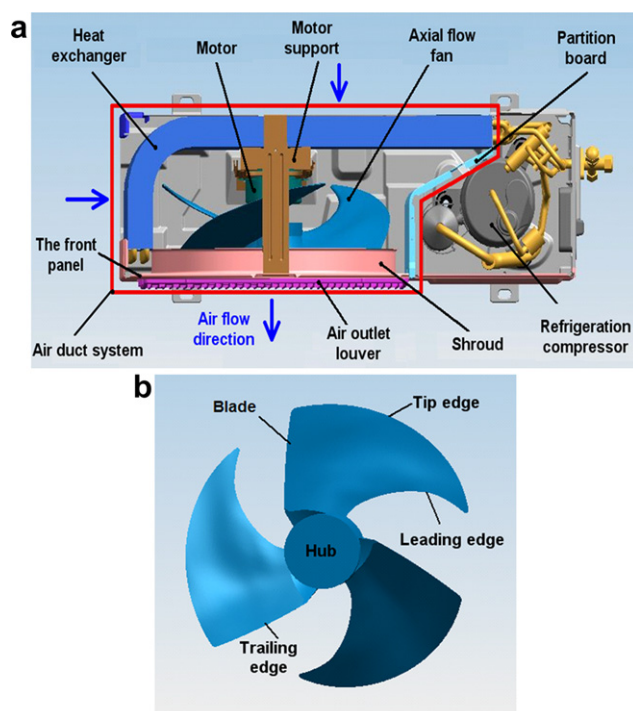 a
Heat
exchanger
Motor
Motor
support
Axial flow
fan
Partition
board
The front
panel
Air duct system
Air flow
direction
Air outlet
louver
Shroud
Refrigeration
compressor
b
Blade
Tip edge
Leading edge
Hub
Trailing
edge